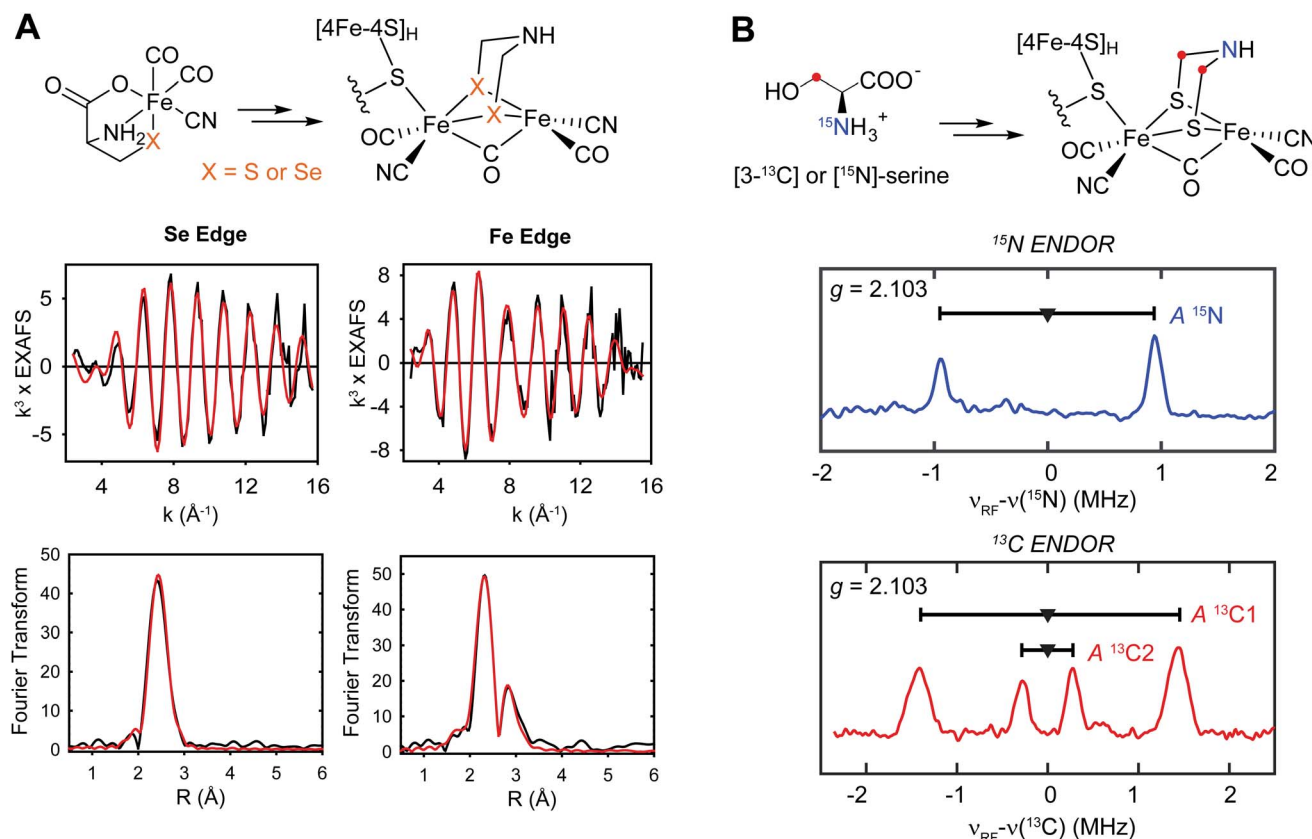 A
[4Fe-4S]H
NH
CO
O
CO
S
X
O
Fe
X
Fe
Fe
CN
NH2
CN
OC
X
CO
X = S or Se
NC
O
Se Edge
Fe Edge
k³ x EXAFS
5
0
-5
4
8
12
16
k (Å⁻¹)
k³ x EXAFS
8
4
0
-4
-8
4
8
12
16
k (Å⁻¹)
Fourier Transform
50
40
30
20
10
0
1
2
3
4
5
6
R (Å)
Fourier Transform
50
40
30
20
10
0
1
2
3
4
5
6
R (Å)
B
[4Fe-4S]H
NH
HO
COO⁻
S
S
¹⁵NH₃⁺
Fe
S
Fe
CN
OC
CO
[3-¹³C] or [¹⁵N]-serine
NC
O
¹⁵N ENDOR
g = 2.103
A ¹⁵N
-2
-1
0
1
2
νRF-ν(¹⁵N) (MHz)
¹³C ENDOR
g = 2.103
A ¹³C1
A ¹³C2
-2
-1
0
1
2
νRF-ν(¹³C) (MHz)